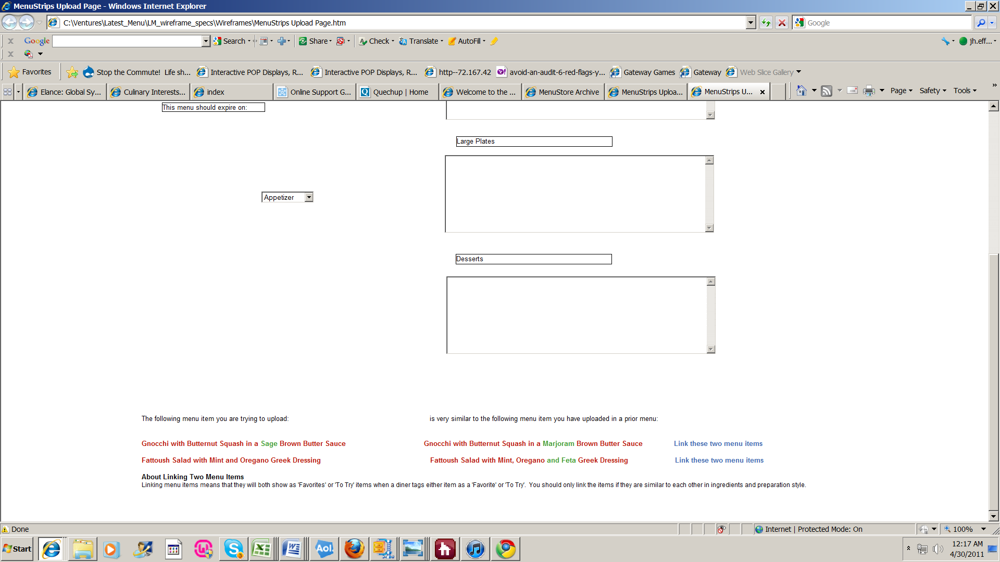 MenuStrips Upload Page - Windows Internet Explorer
C:\Ventures\Latest_Menu\LM_wireframe_specs\Wireframes\MenuStrips Upload Page.htm
Google
Google Search Share Check Translate AutoFill jh.eff...
Favorites Stop the Commute! Life sh... Interactive POP Displays, R... Interactive POP Displays, R... http--72.167.42 avoid-an-audit-6-red-flags-y... Gateway Games Gateway Web Slice Gallery
Elance: Global Sy... Culinary Interests... index Online Support G... Quechup | Home Welcome to the ... MenuStore Archive MenuStrips Uploa... MenuStrips U... Page Safety Tools
This menu should expire on:
Large Plates
Appetizer
Desserts
The following menu item you are trying to upload: is very similar to the following menu item you have uploaded in a prior menu:
Gnocchi with Butternut Squash in a Sage Brown Butter Sauce Gnocchi with Butternut Squash in a Marjoram Brown Butter Sauce Link these two menu items
Fattoush Salad with Mint and Oregano Greek Dressing Fattoush Salad with Mint, Oregano and Feta Greek Dressing Link these two menu items
About Linking Two Menu Items
Linking menu items means that they will both show as 'Favorites' or 'To Try' items when a diner tags either item as a 'Favorite' or 'To Try'. You should only link the items if they are similar to each other in ingredients and preparation style.
Done Internet | Protected Mode: On 100%
Start Aol. 3 12:17 AM
4/30/2011